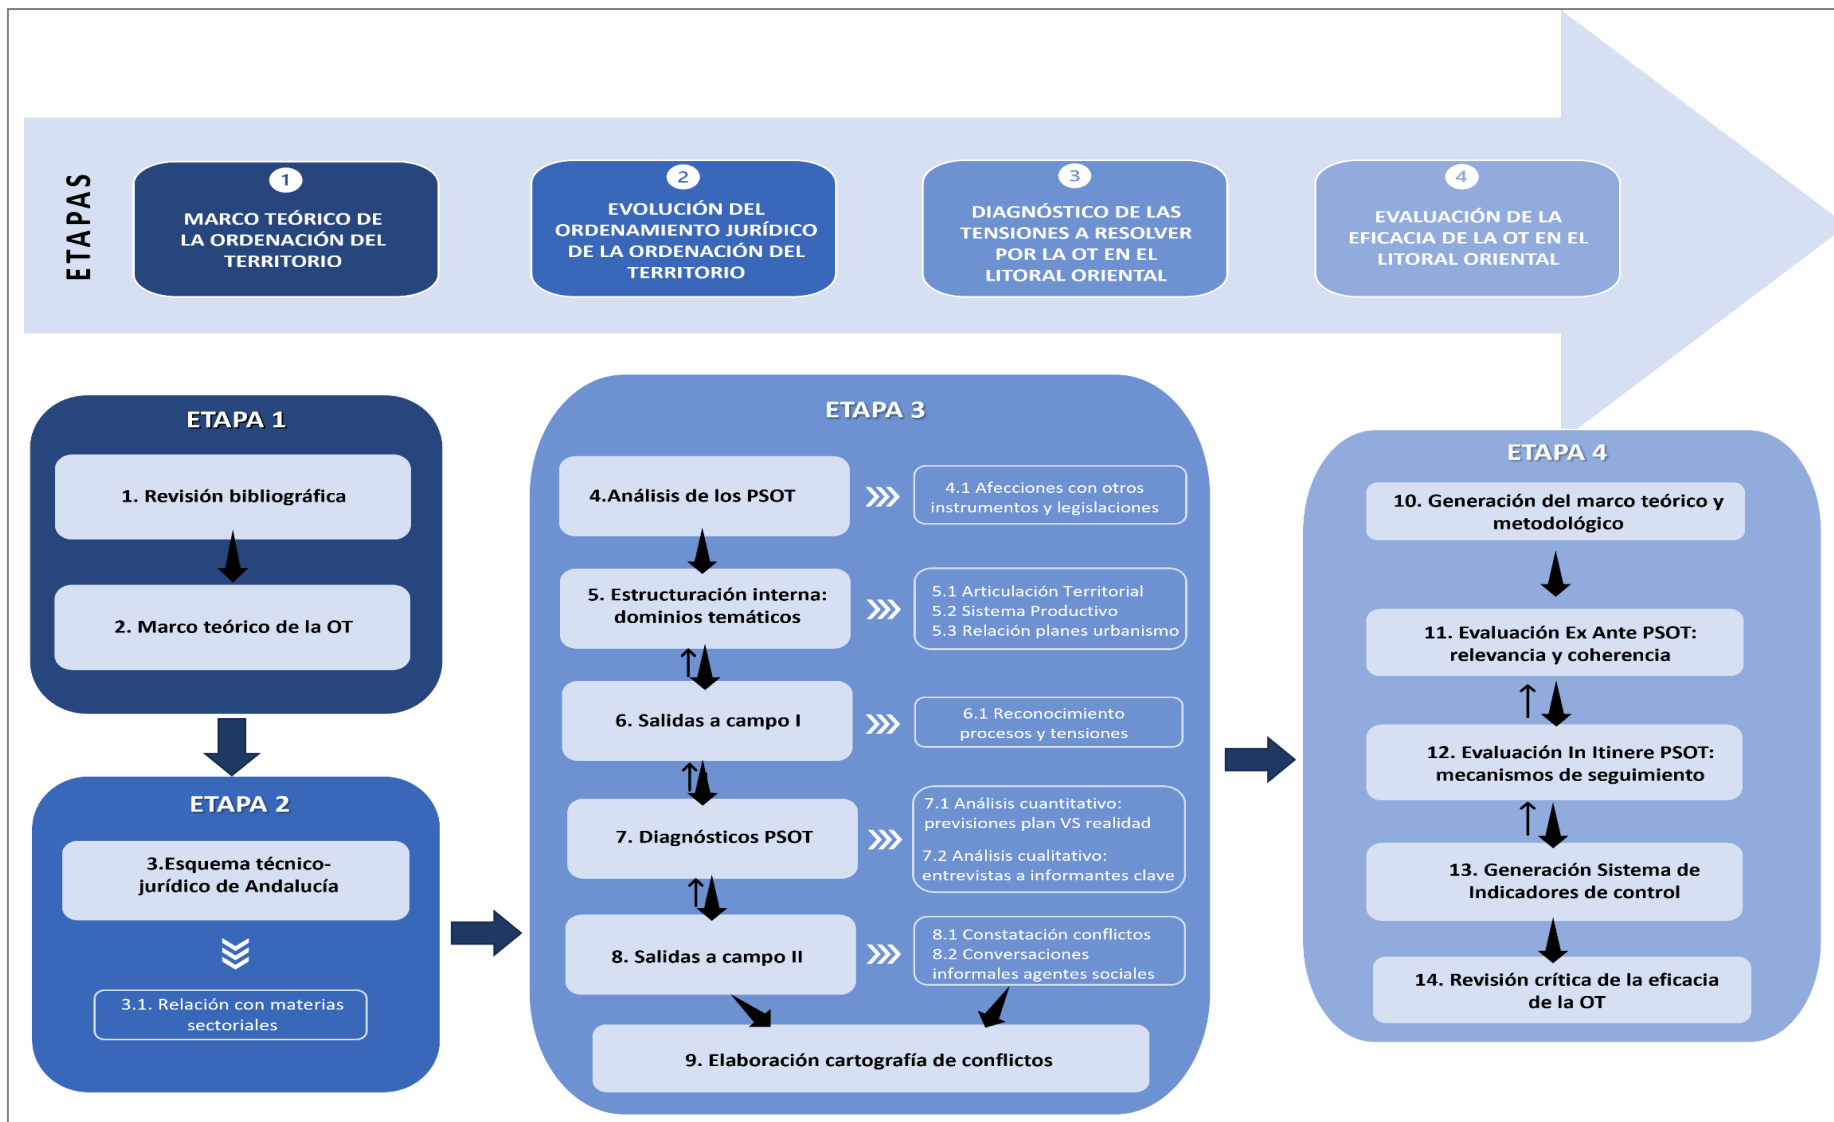 ETAPAS
1
MARCO TEÓRICO DE
LA ORDENACIÓN DEL
TERRITORIO
2
EVOLUCIÓN DEL
ORDENAMIENTO JURÍDICO
DE LA ORDENACIÓN DEL
TERRITORIO
3
DIAGNÓSTICO DE LAS
TENSIONES A RESOLVER
POR LA OT EN EL
LITORAL ORIENTAL
4
EVALUACIÓN DE LA
EFICACIA DE LA OT EN EL
LITORAL ORIENTAL
ETAPA 1
1. Revisión bibliográfica
2. Marco teórico de la OT
ETAPA 2
3.Esquema técnico-
jurídico de Andalucía
3.1. Relación con materias
sectoriales
ETAPA 3
4.Análisis de los PSOT
4.1 Afecciones con otros
instrumentos y legislaciones
5. Estructuración interna:
dominios temáticos
5.1 Articulación Territorial
5.2 Sistema Productivo
5.3 Relación planes urbanismo
6. Salidas a campo I
6.1 Reconocimiento
procesos y tensiones
7. Diagnósticos PSOT
7.1 Análisis cuantitativo:
previsiones plan VS realidad
7.2 Análisis cualitativo:
entrevistas a informantes clave
8. Salidas a campo II
8.1 Constatación conflictos
8.2 Conversaciones
informales agentes sociales
9. Elaboración cartografía de conflictos
ETAPA 4
10. Generación del marco teórico y
metodológico
11. Evaluación Ex Ante PSOT:
relevancia y coherencia
12. Evaluación In Itinere PSOT:
mecanismos de seguimiento
13. Generación Sistema de
Indicadores de control
14. Revisión crítica de la eficacia
de la OT